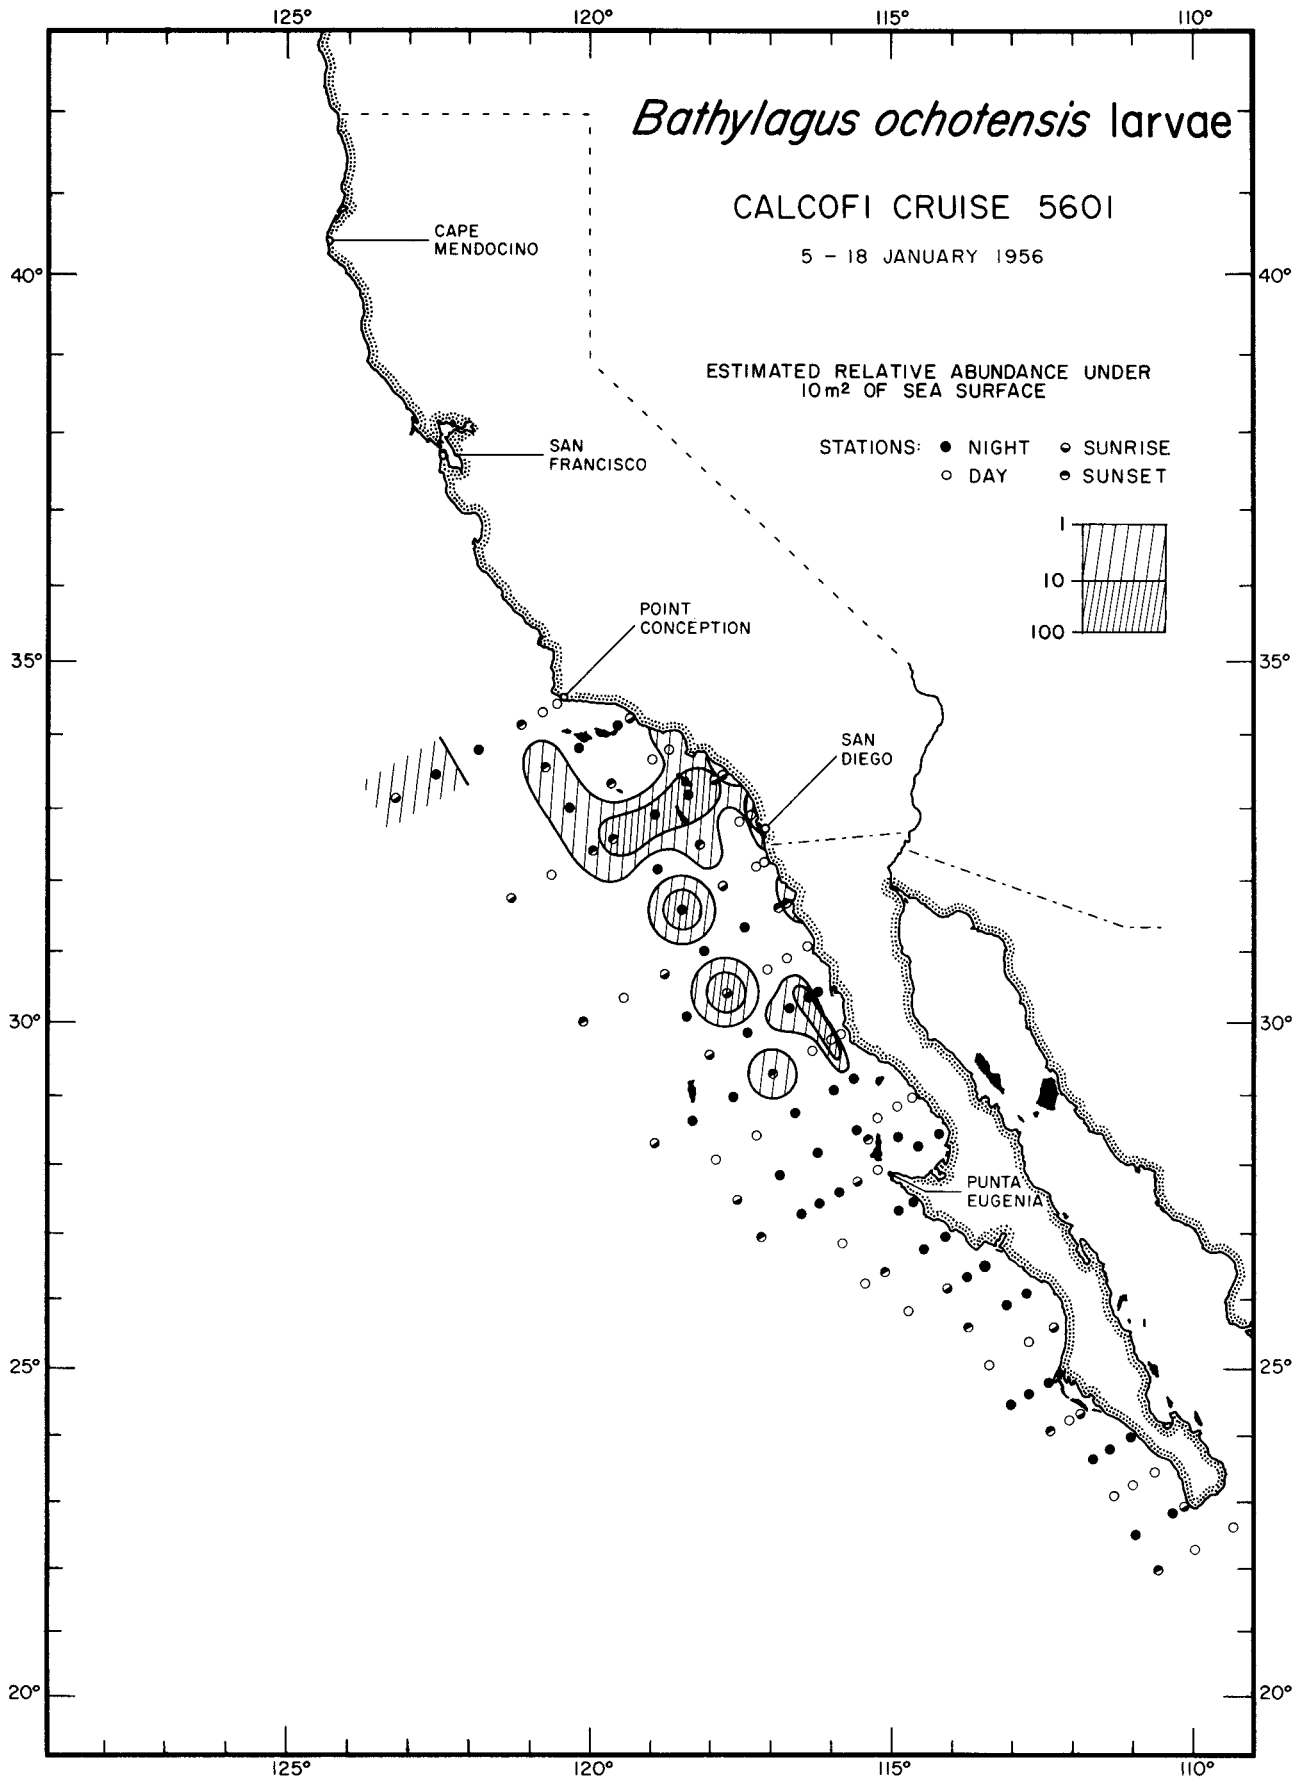 125° 120° 115° 110°
Bathylagus ochotensis larvae
CALCOFI CRUISE 5601
5 – 18 JANUARY 1956
CAPE
MENDOCINO
40° 40°
ESTIMATED RELATIVE ABUNDANCE UNDER
10m² OF SEA SURFACE
STATIONS: NIGHT SUNRISE
DAY SUNSET
SAN
FRANCISCO
1
10
100
POINT
CONCEPTION
35° 35°
SAN
DIEGO
30° 30°
PUNTA
EUGENIA
25° 25°
20° 20°
125° 120° 115° 110°